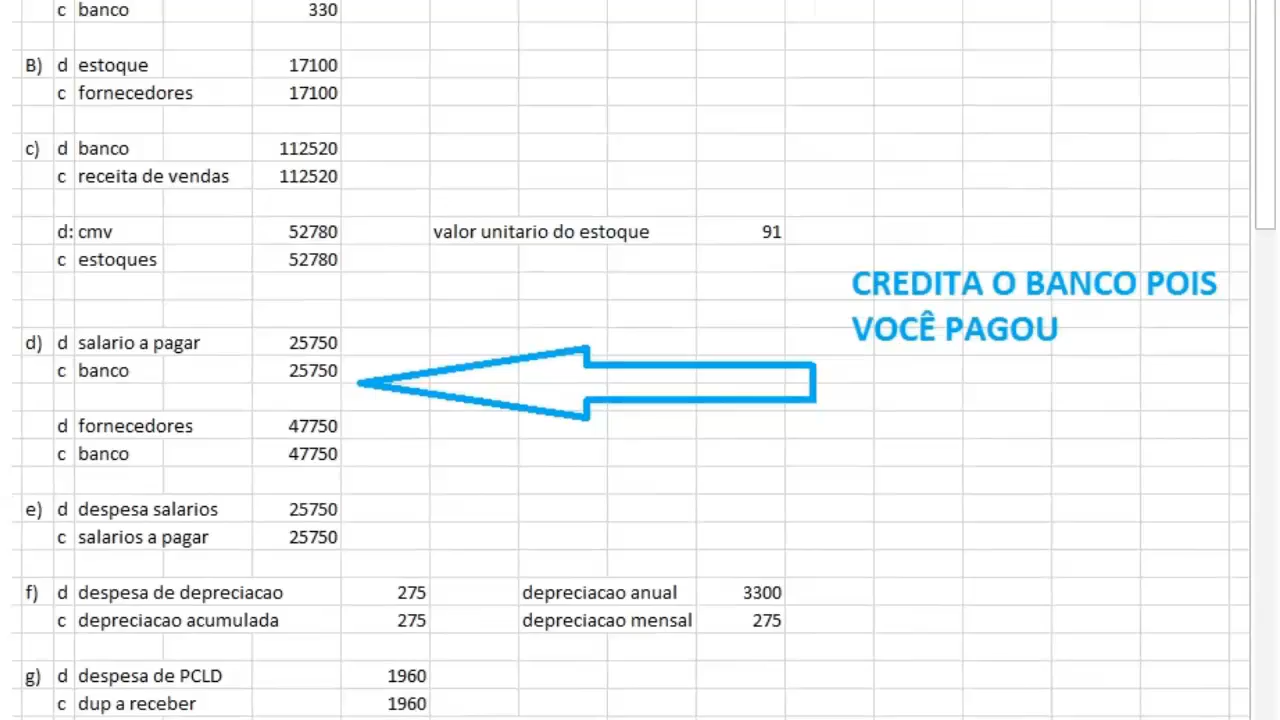 c banco 330
B) d estoque 17100
c fornecedores 17100
c) d banco 112520
c receita de vendas 112520
d: cmv 52780 valor unitario do estoque 91
c estoques 52780
CREDITA O BANCO POIS
VOCÊ PAGOU
d) d salario a pagar 25750
c banco 25750
d fornecedores 47750
c banco 47750
e) d despesa salarios 25750
c salarios a pagar 25750
f) d despesa de depreciacao 275 depreciacao anual 3300
c depreciacao acumulada 275 depreciacao mensal 275
g) d despesa de PCLD 1960
c dup a receber 1960